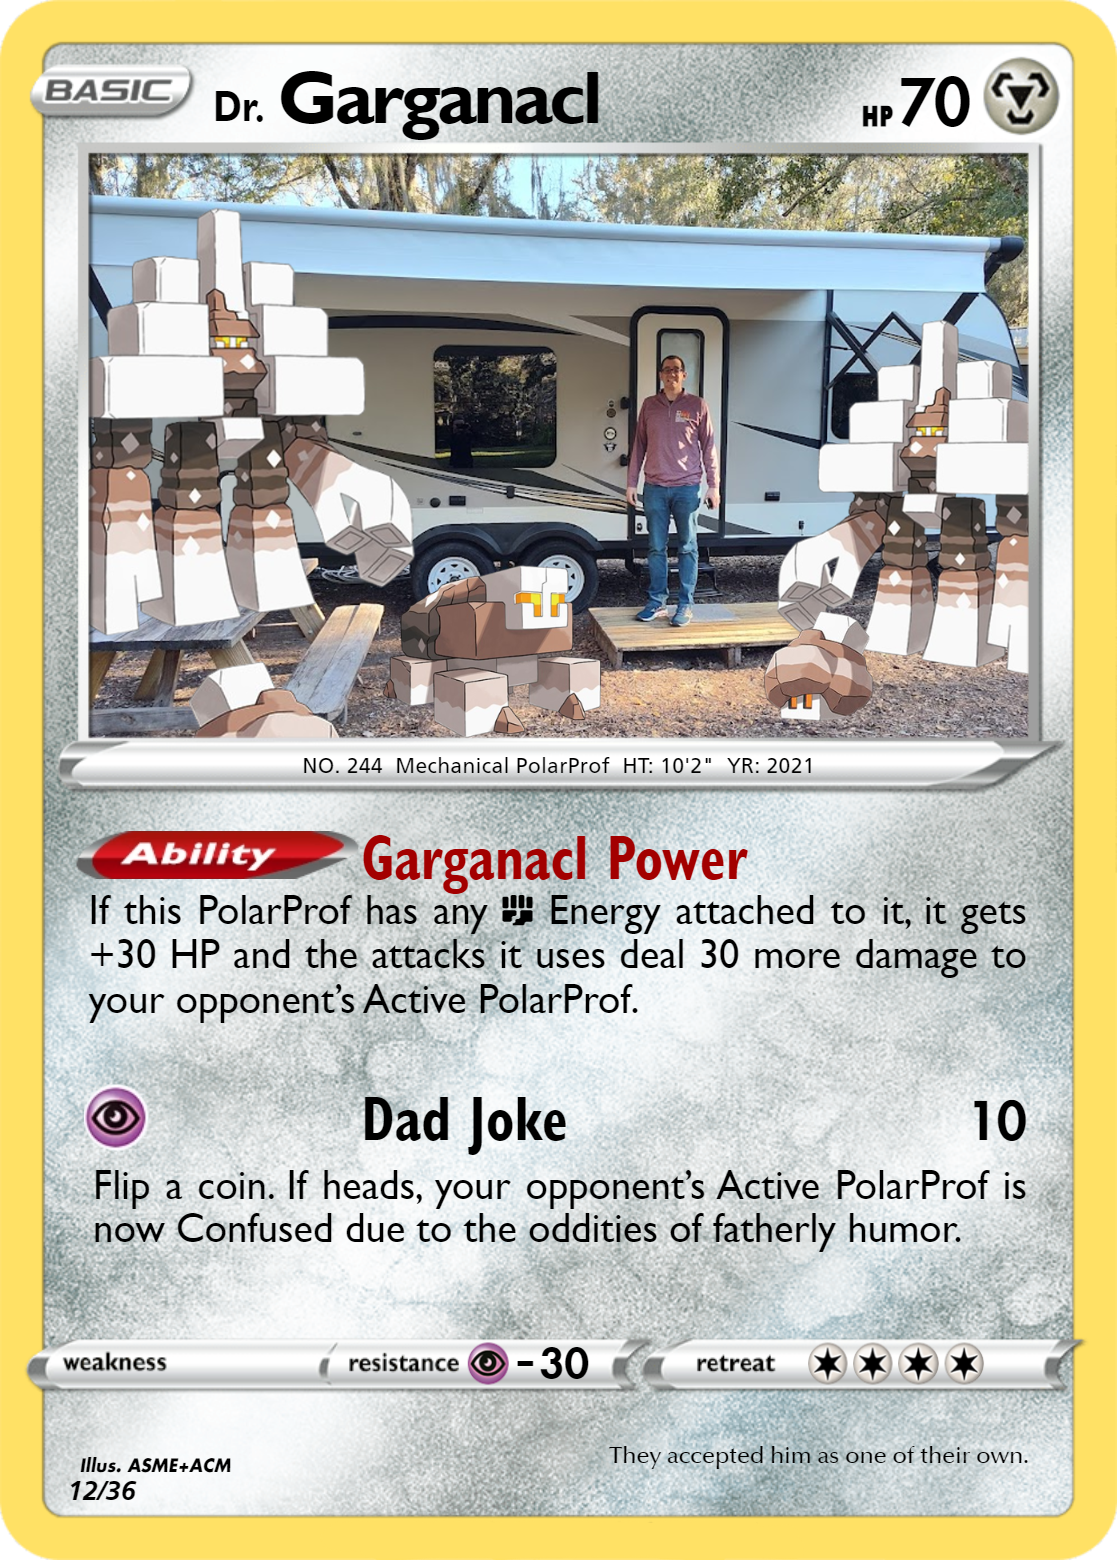 BASIC
Dr. Garganacl
HP 70
NO. 244 Mechanical PolarProf HT: 10'2" YR: 2021
Ability Garganacl Power
If this PolarProf has any Energy attached to it, it gets
+30 HP and the attacks it uses deal 30 more damage to
your opponent’s Active PolarProf.
Dad Joke 10
Flip a coin. If heads, your opponent’s Active PolarProf is
now Confused due to the oddities of fatherly humor.
weakness resistance -30 retreat
Illus. ASME+ACM
12/36
They accepted him as one of their own.